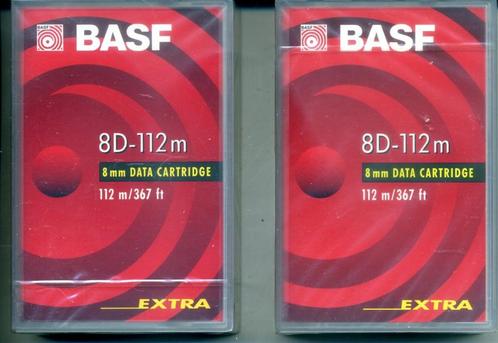 BASF
8D-112m
8mm DATA CARTRIDGE
112 m/367 ft
EXTRA
BASF
8D-112m
8mm DATA CARTRIDGE
112 m/367 ft
EXTRA